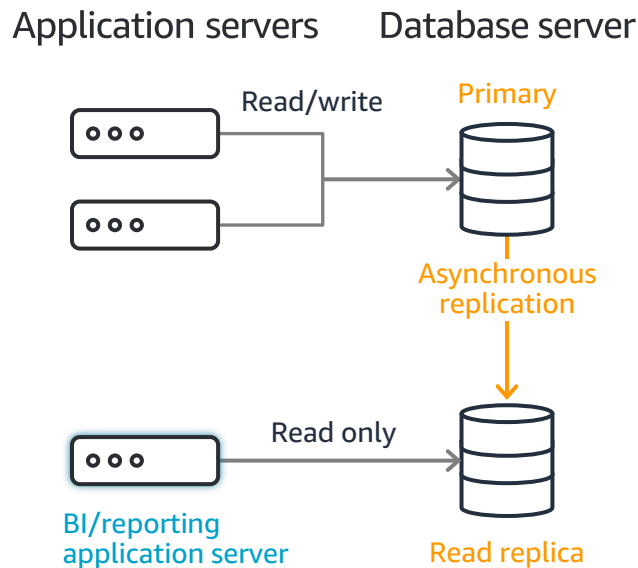 Application servers
Database server
Read/write
Primary
Asynchronous
replication
Read only
BI/reporting
application server
Read replica